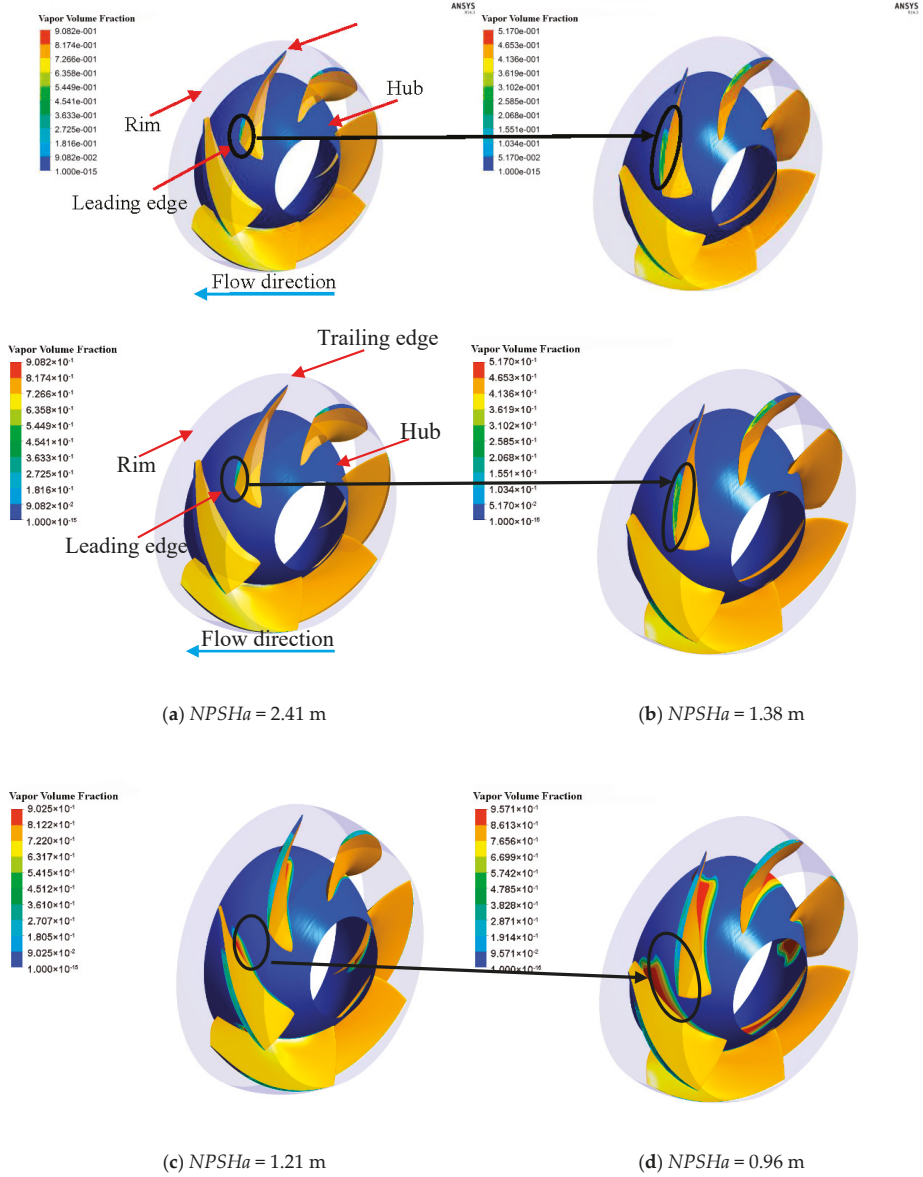 ANSYS
ANSYS
Vapor Volume Fraction
9.082e-001
8.174e-001
7.266e-001
6.358e-001
5.449e-001
4.541e-001
3.633e-001
2.725e-001
1.816e-001
9.082e-002
1.000e-015
Rim
Hub
Leading edge
Flow direction
Vapor Volume Fraction
5.170e-001
4.653e-001
4.136e-001
3.619e-001
3.102e-001
2.585e-001
2.068e-001
1.551e-001
1.034e-001
5.170e-002
1.000e-015
Vapor Volume Fraction
9.082×10⁻¹
8.174×10⁻¹
7.266×10⁻¹
6.358×10⁻¹
5.449×10⁻¹
4.541×10⁻¹
3.633×10⁻¹
2.725×10⁻¹
1.816×10⁻¹
9.082×10⁻²
1.000×10⁻¹⁵
Trailing edge
Rim
Hub
Leading edge
Flow direction
Vapor Volume Fraction
5.170×10⁻¹
4.653×10⁻¹
4.136×10⁻¹
3.619×10⁻¹
3.102×10⁻¹
2.585×10⁻¹
2.068×10⁻¹
1.551×10⁻¹
1.034×10⁻¹
5.170×10⁻²
1.000×10⁻¹⁵
(a) NPSHa = 2.41 m
(b) NPSHa = 1.38 m
Vapor Volume Fraction
9.025×10⁻¹
8.122×10⁻¹
7.220×10⁻¹
6.317×10⁻¹
5.415×10⁻¹
4.512×10⁻¹
3.610×10⁻¹
2.707×10⁻¹
1.805×10⁻¹
9.025×10⁻²
1.000×10⁻¹⁵
Vapor Volume Fraction
9.571×10⁻¹
8.613×10⁻¹
7.656×10⁻¹
6.699×10⁻¹
5.742×10⁻¹
4.785×10⁻¹
3.828×10⁻¹
2.871×10⁻¹
1.914×10⁻¹
9.571×10⁻²
1.000×10⁻¹⁵
(c) NPSHa = 1.21 m
(d) NPSHa = 0.96 m